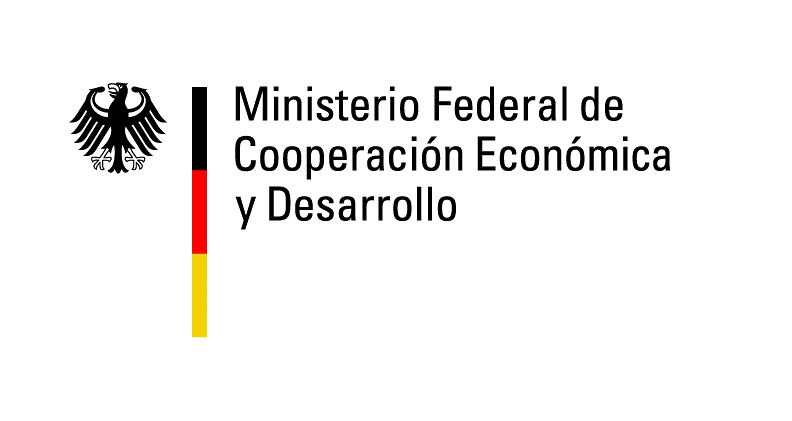 Ministerio Federal de
Cooperación Económica
y Desarrollo